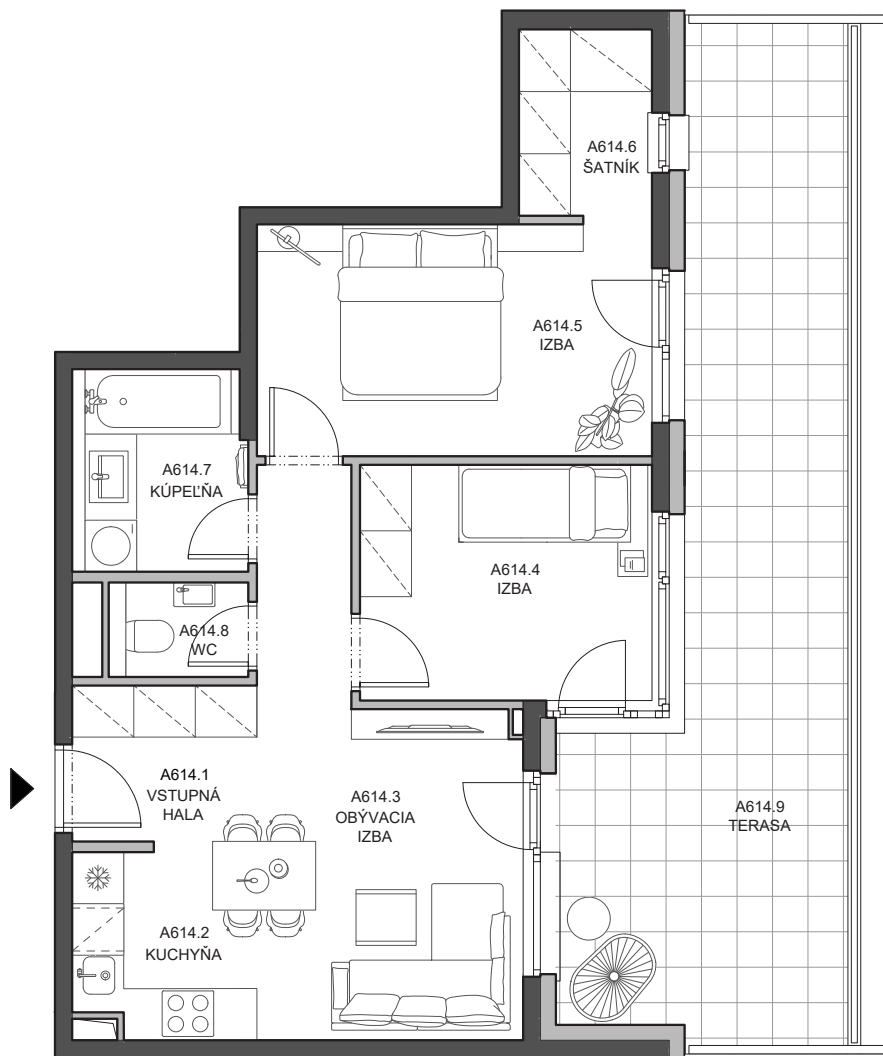 A614.6
ŠATNÍK
A614.5
IZBA
A614.7
KÚPEĽŇA
A614.4
IZBA
A614.8
WC
A614.1
VSTUPNÁ
HALA
A614.3
OBÝVACIA
IZBA
A614.9
TERASA
A614.2
KUCHYŇA